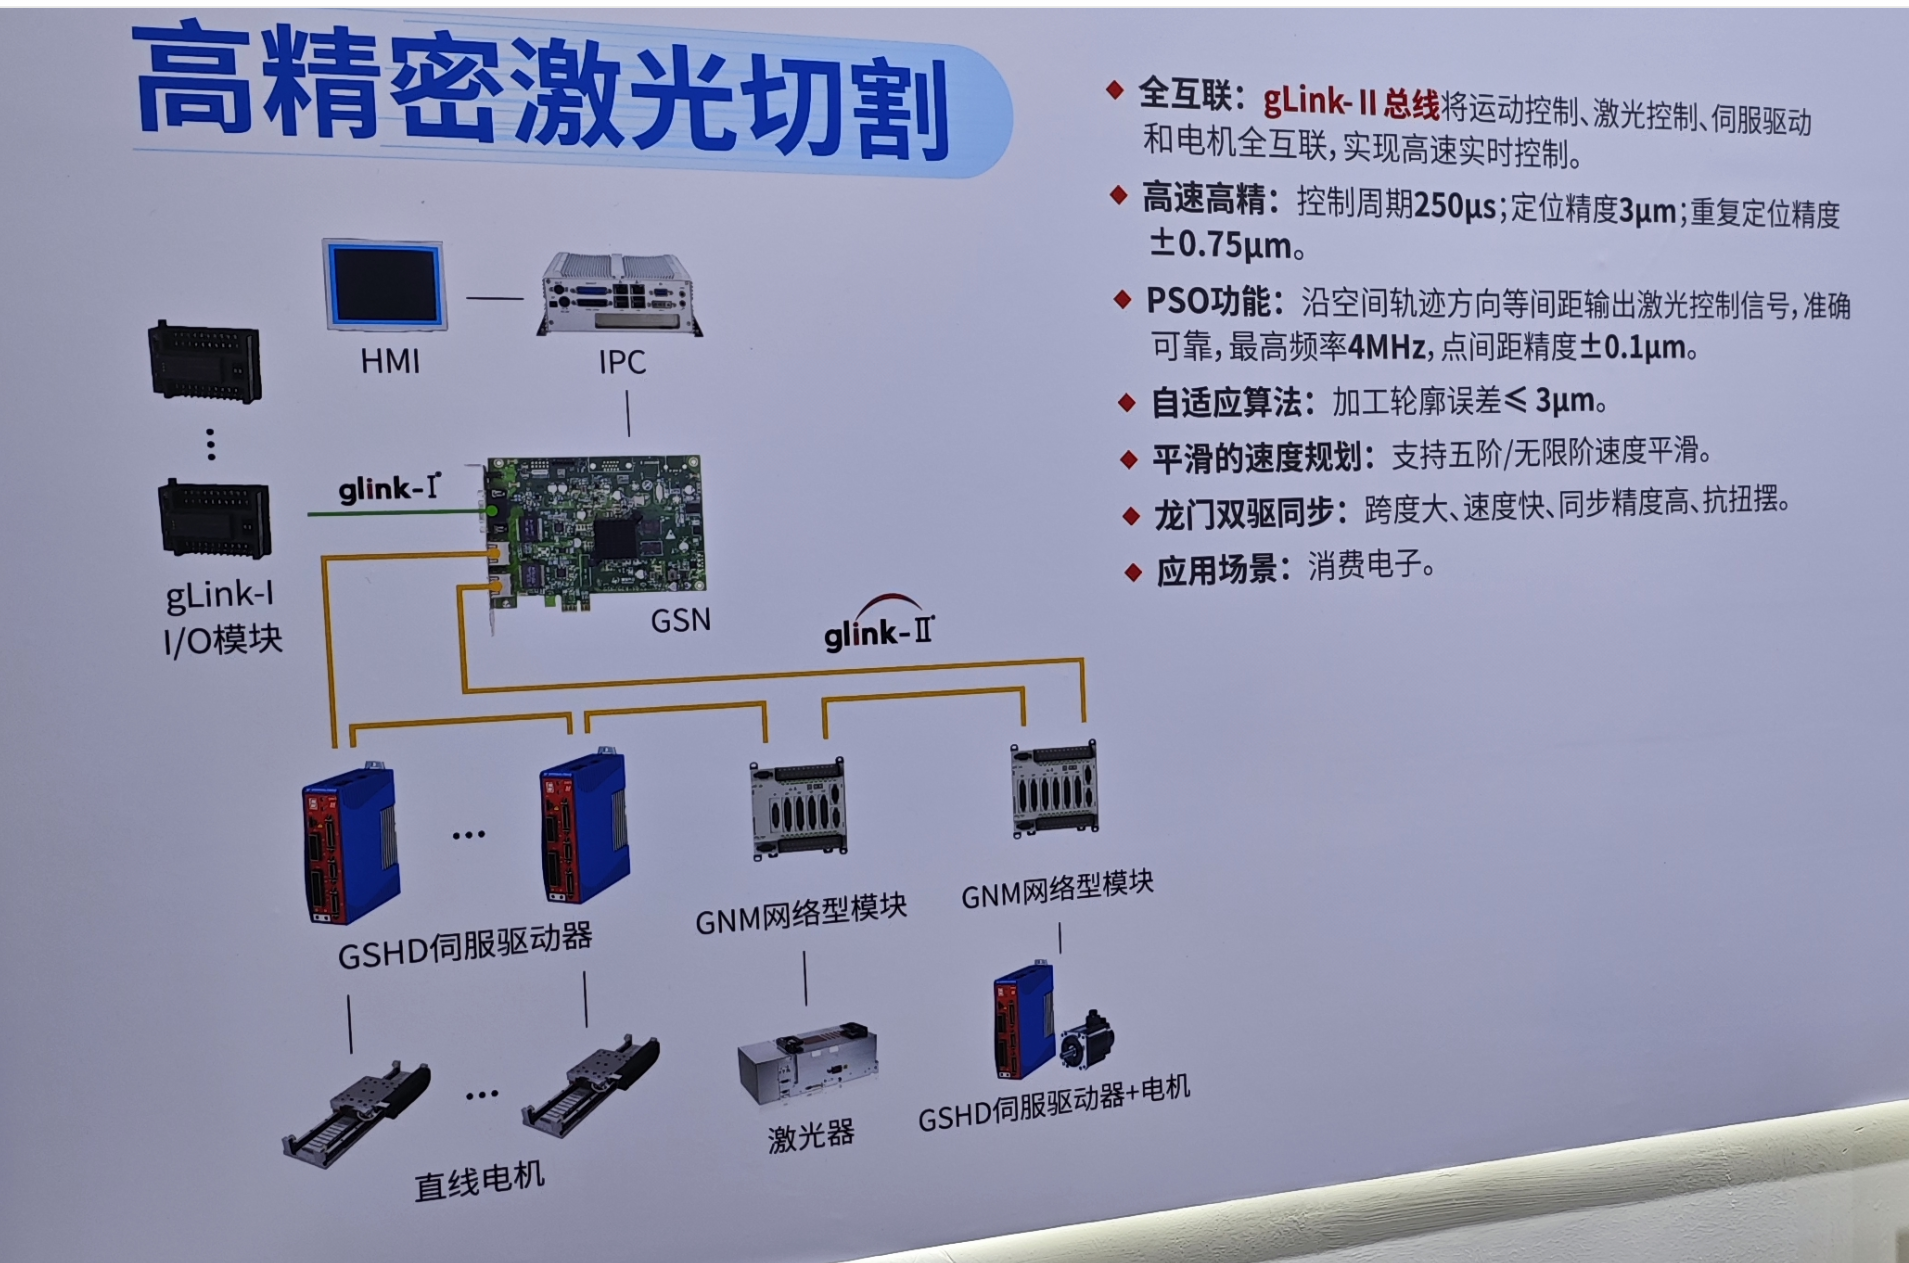 高精密激光切割
HMI
IPC
glink-I
gLink-I
I/O模块
GSN
glink-II
GSHD伺服驱动器
GNM网络型模块
GNM网络型模块
直线电机
激光器
GSHD伺服驱动器+电机
全互联：gLink-II总线将运动控制、激光控制、伺服驱动
和电机全互联，实现高速实时控制。
高速高精：控制周期250μs；定位精度3μm；重复定位精度
±0.75μm。
PSO功能：沿空间轨迹方向等间距输出激光控制信号，准确
可靠，最高频率4MHz，点间距精度±0.1μm。
自适应算法：加工轮廓误差≤3μm。
平滑的速度规划：支持五阶/无限阶速度平滑。
龙门双驱同步：跨度大、速度快、同步精度高、抗扭摆。
应用场景：消费电子。